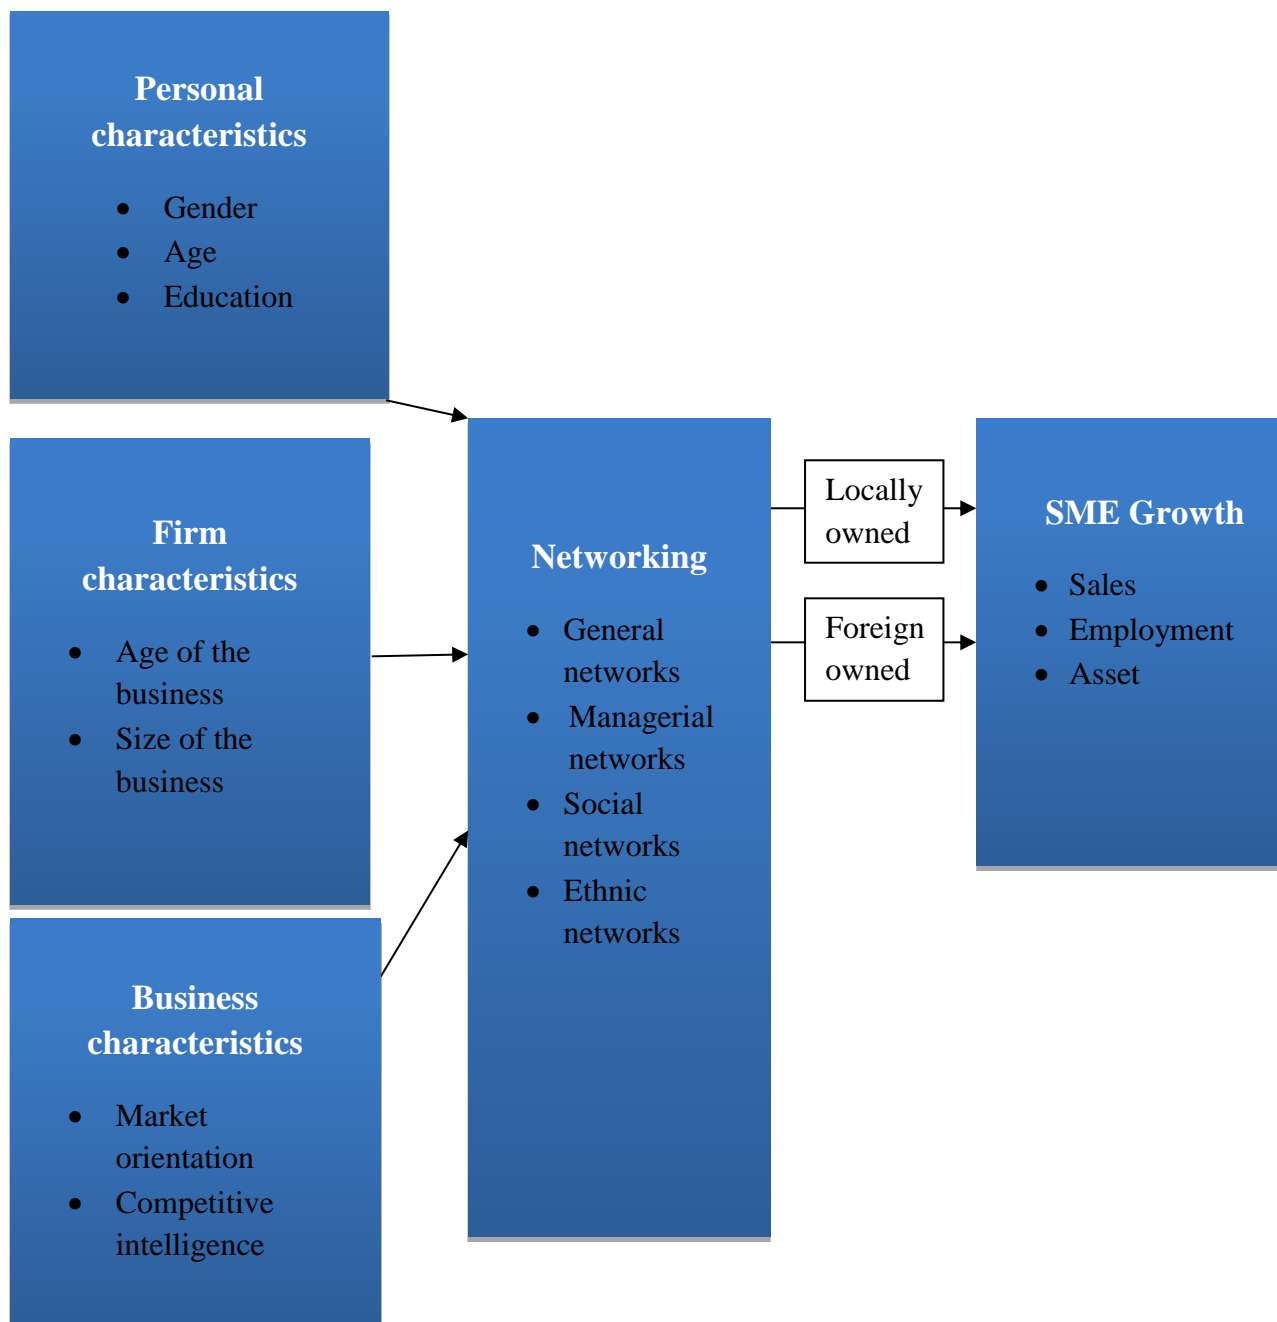 Personal
characteristics
• Gender
• Age
• Education
Firm
characteristics
• Age of the
business
• Size of the
business
Business
characteristics
• Market
orientation
• Competitive
intelligence
Networking
• General
networks
• Managerial
networks
• Social
networks
• Ethnic
networks
Locally
owned
Foreign
owned
SME Growth
• Sales
• Employment
• Asset